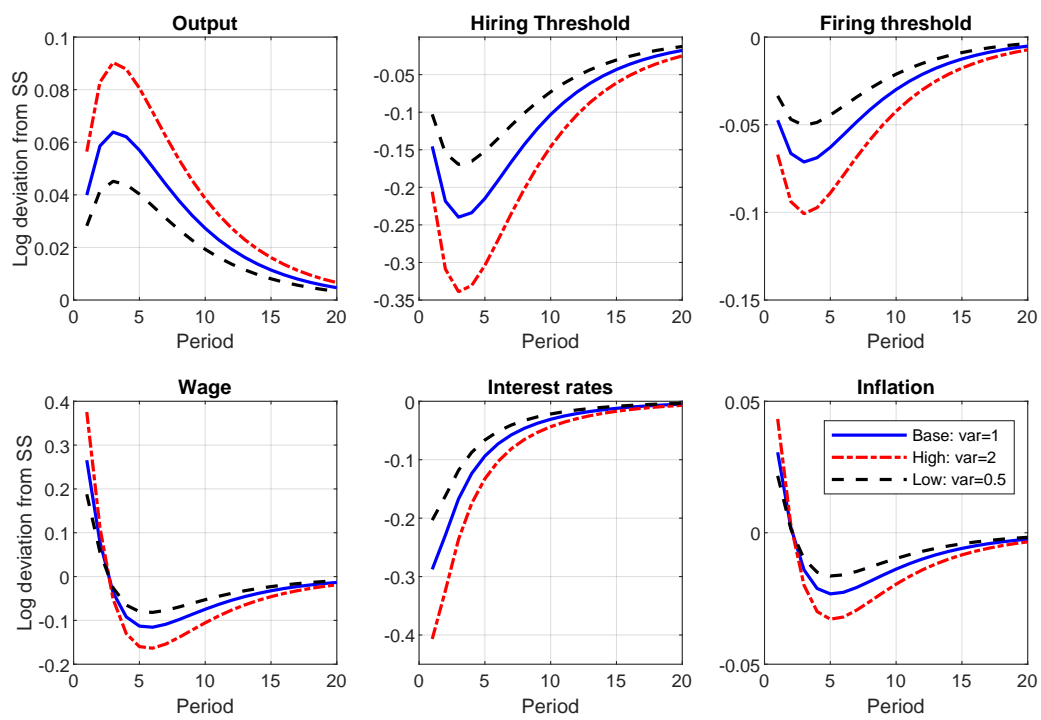 Output
Log deviation from SS
0.1
0.08
0.06
0.04
0.02
0
0 5 10 15 20
Period
Hiring Threshold
-0.05
-0.1
-0.15
-0.2
-0.25
-0.3
-0.35
0 5 10 15 20
Period
Firing threshold
0
-0.05
-0.1
-0.15
0 5 10 15 20
Period
Wage
Log deviation from SS
0.4
0.3
0.2
0.1
0
-0.1
-0.2
0 5 10 15 20
Period
Interest rates
0
-0.1
-0.2
-0.3
-0.4
0 5 10 15 20
Period
Inflation
0.05
0
-0.05
Base: var=1
High: var=2
Low: var=0.5
0 5 10 15 20
Period